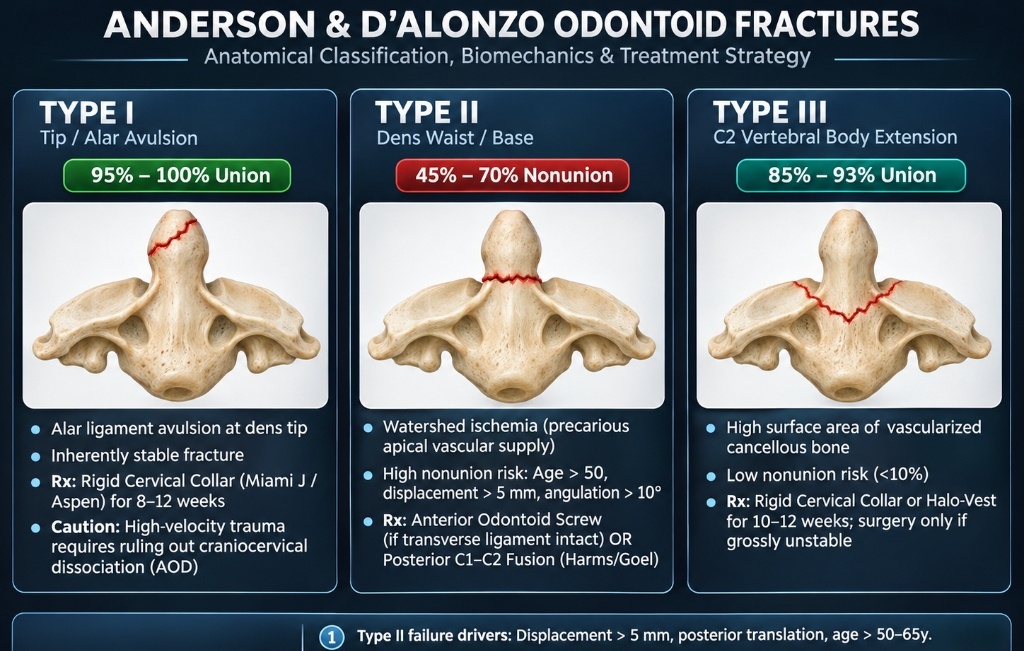 ANDERSON & D’ALONZO ODONTOID FRACTURES
Anatomical Classification, Biomechanics & Treatment Strategy
TYPE I
Tip / Alar Avulsion
95% – 100% Union
Alar ligament avulsion at dens tip
Inherently stable fracture
Rx: Rigid Cervical Collar (Miami J /
Aspen) for 8–12 weeks
Caution: High-velocity trauma
requires ruling out craniocervical
dissociation (AOD)
TYPE II
Dens Waist / Base
45% – 70% Nonunion
Watershed ischemia (precarious
apical vascular supply)
High nonunion risk: Age > 50,
displacement > 5 mm, angulation > 10°
Rx: Anterior Odontoid Screw
(if transverse ligament intact) OR
Posterior C1–C2 Fusion (Harms/Goel)
TYPE III
C2 Vertebral Body Extension
85% – 93% Union
High surface area of vascularized
cancellous bone
Low nonunion risk (<10%)
Rx: Rigid Cervical Collar or Halo-Vest
for 10–12 weeks; surgery only if
grossly unstable
1 Type II failure drivers: Displacement > 5 mm, posterior translation, age > 50–65y.